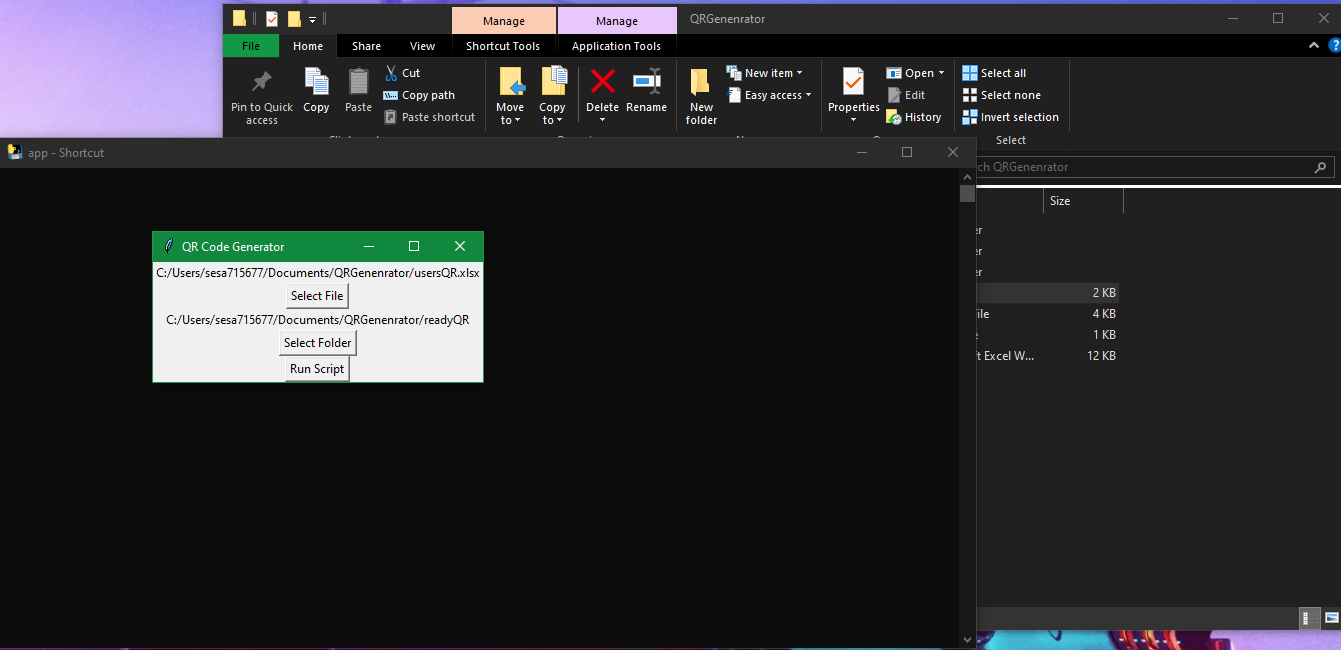 Manage
Manage
QRGenenrator
File
Home
Share
View
Shortcut Tools
Application Tools
Pin to Quick access
Copy
Paste
Cut
Copy path
Paste shortcut
Move to
Copy to
Delete
Rename
New folder
New item
Easy access
Properties
Open
Edit
History
Select all
Select none
Invert selection
Select
app - Shortcut
ch QRGenenrator
Size
er
er
er
2 KB
ile
4 KB
e
1 KB
t Excel W...
12 KB
QR Code Generator
C:/Users/sesa715677/Documents/QRGenenrator/usersQR.xlsx
Select File
C:/Users/sesa715677/Documents/QRGenenrator/readyQR
Select Folder
Run Script